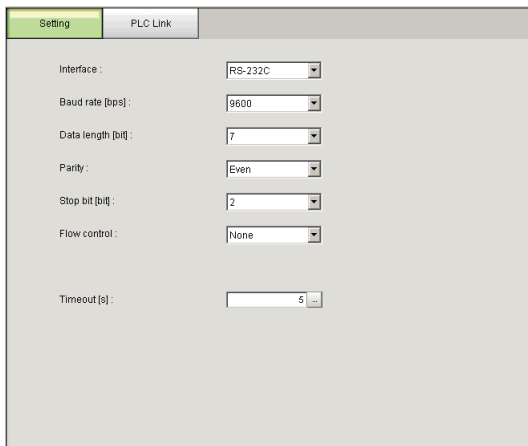 Setting PLC Link
Interface : RS-232C
Baud rate [bps] : 9600
Data length [bit] : 7
Parity : Even
Stop bit [bit] : 2
Flow control : None
Timeout [s] : 5 ...